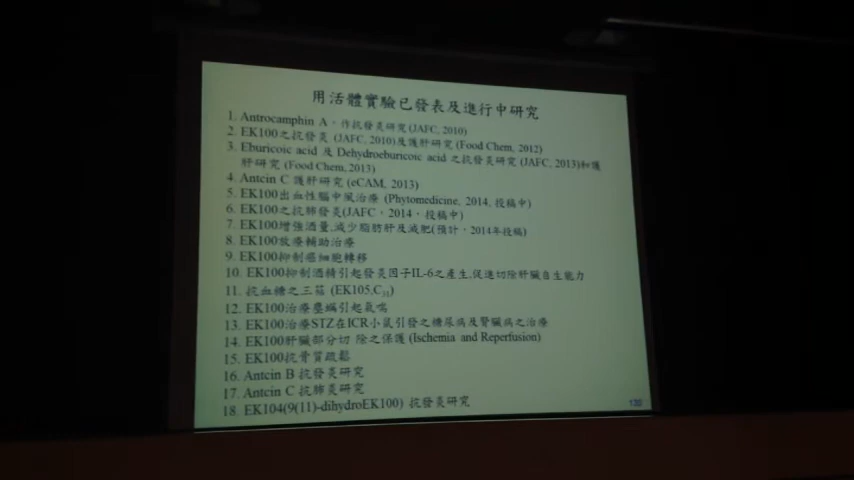 用活體實驗已發表及進行中研究
1. Antrocamphin A,作抗發炎研究(JAFC, 2010)
2. EK100之抗發炎 (JAFC, 2010)及護肝研究 (Food Chem, 2012)
3. Eburicoic acid 及 Dehydroeburicoic acid 之抗發炎研究 (JAFC, 2013)和護
肝研究 (Food Chem, 2013)
4. Antcin C 護肝研究 (eCAM, 2013)
5. EK100出血性腦中風治療 (Phytomedicine, 2014, 投稿中)
6. EK100之抗肺發炎(JAFC,2014,投稿中)
7. EK100增強酒量,減少脂肪肝及減肥(預計,2014年投稿)
8. EK100放療輔助治療
9. EK100抑制癌細胞轉移
10. EK100抑制酒精引起發炎因子IL-6之產生,促進切除肝臟自生能力
11. 抗血糖之三萜 (EK105,C31)
12. EK100治療塵蟎引起氣喘
13. EK100治療STZ在ICR小鼠引發之糖尿病及腎臟病之治療
14. EK100肝臟部分切 除之保護 (Ischemia and Reperfusion)
15. EK100抗骨質疏鬆
16. Antcin B 抗發炎研究
17. Antcin C 抗肺炎研究
18. EK104(9(11)-dihydroEK100) 抗發炎研究